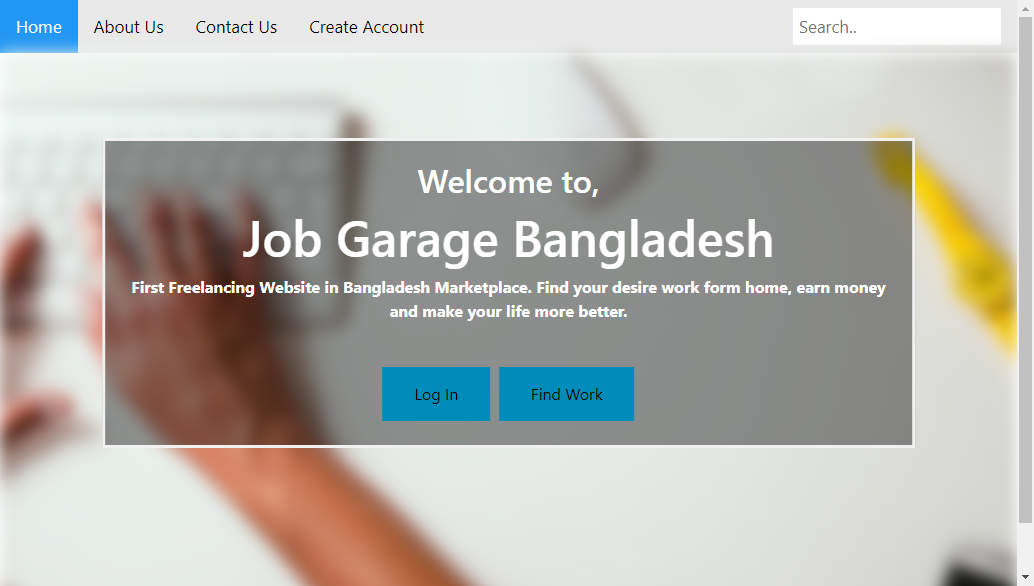 Home About Us Contact Us Create Account Search..
Welcome to,
Job Garage Bangladesh
First Freelancing Website in Bangladesh Marketplace. Find your desire work form home, earn money
and make your life more better.
Log In Find Work